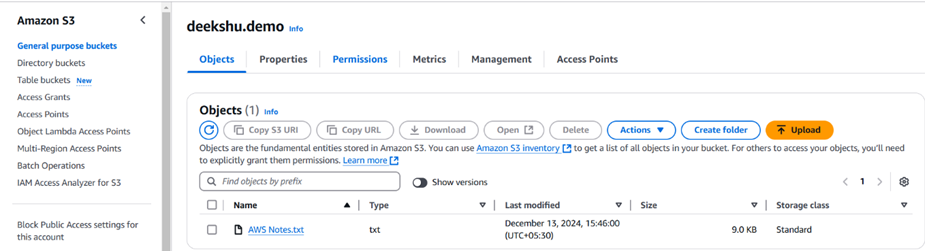 Amazon S3
deekshu.demo Info
General purpose buckets
Directory buckets
Table buckets New
Access Grants
Access Points
Object Lambda Access Points
Multi-Region Access Points
Batch Operations
IAM Access Analyzer for S3
Block Public Access settings for
this account
Objects Properties Permissions Metrics Management Access Points
Objects (1) Info
Copy S3 URI Copy URL Download Open Delete Actions Create folder Upload
Objects are the fundamental entities stored in Amazon S3. You can use Amazon S3 inventory to get a list of all objects in your bucket. For others to access your objects, you'll need
to explicitly grant them permissions. Learn more
Find objects by prefix Show versions 1
Name Type Last modified Size Storage class
AWS Notes.txt txt December 13, 2024, 15:46:00 9.0 KB Standard
(UTC+05:30)